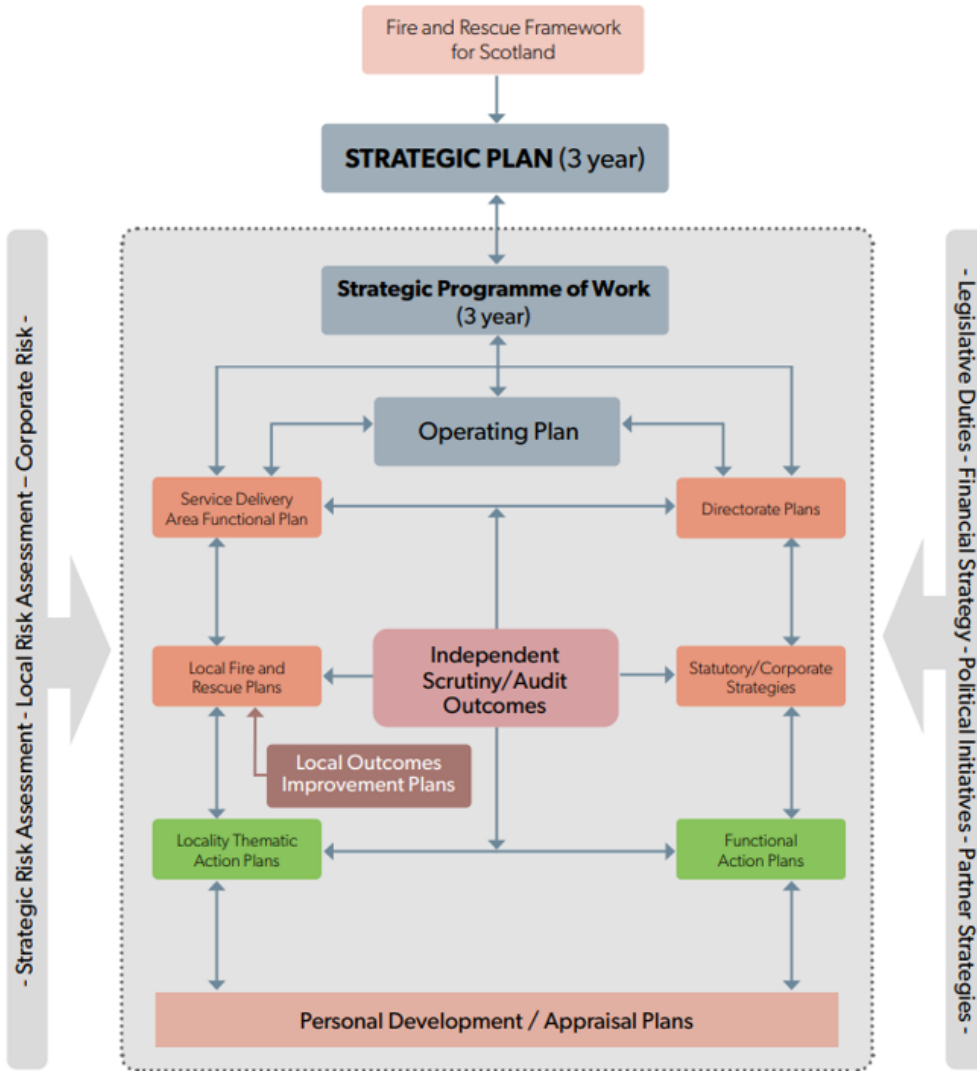 Fire and Rescue Framework
for Scotland
STRATEGIC PLAN (3 year)
Strategic Programme of Work
(3 year)
Operating Plan
Service Delivery
Area Functional Plan
Directorate Plans
Independent
Scrutiny/Audit
Outcomes
Local Fire and
Rescue Plans
Statutory/Corporate
Strategies
Local Outcomes
Improvement Plans
Locality Thematic
Action Plans
Functional
Action Plans
Personal Development / Appraisal Plans
- Strategic Risk Assessment - Local Risk Assessment – Corporate Risk -
- Legislative Duties - Financial Strategy - Political Initiatives - Partner Strategies -